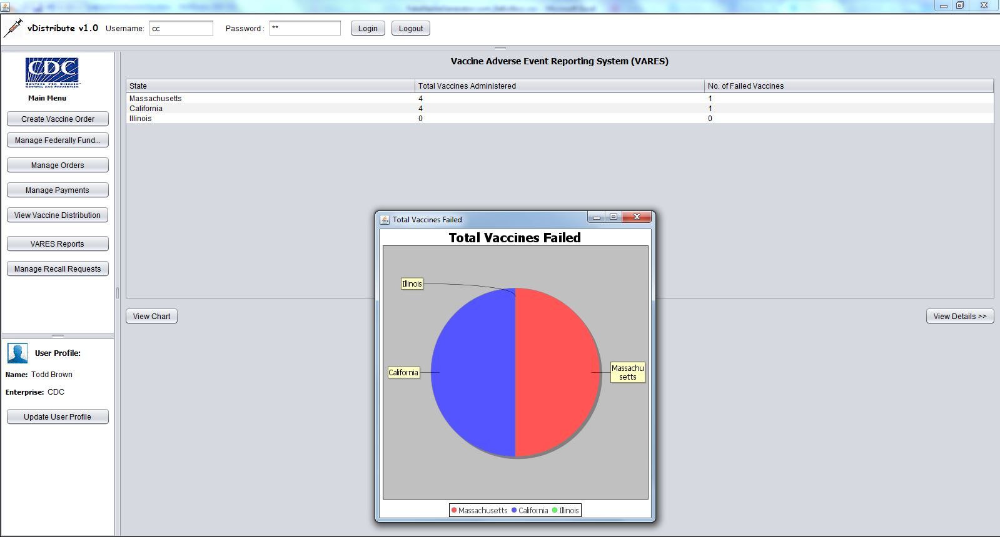 vDistribute v1.0 Username: cc Password : ** Login Logout
CDC
CENTERS FOR DISEASE
CONTROL AND PREVENTION
Main Menu
Create Vaccine Order
Manage Federally Fund...
Manage Orders
Manage Payments
View Vaccine Distribution
VARES Reports
Manage Recall Requests
User Profile:
Name: Todd Brown
Enterprise: CDC
Update User Profile
Vaccine Adverse Event Reporting System (VARES)
State Total Vaccines Administered No. of Failed Vaccines
Massachusetts 4 1
California 4 1
Illinois 0 0
View Chart View Details >>
Total Vaccines Failed
Total Vaccines Failed
Illinois
California
Massachu
setts
Massachusetts California Illinois